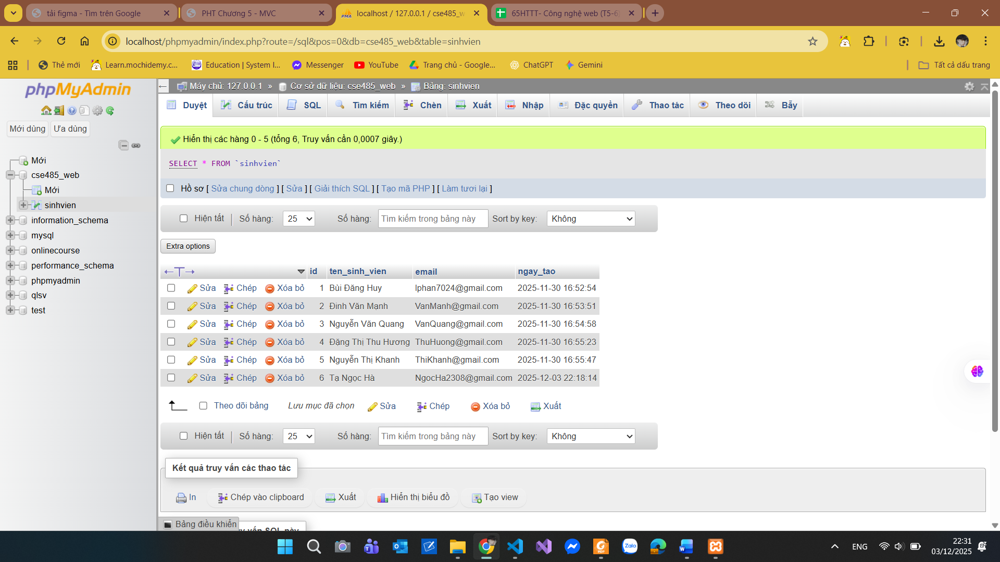 tải figma - Tìm trên Google
PHT Chương 5 - MVC
localhost / 127.0.0.1 / cse485_w
65HTTT- Công nghệ web (T5-6)
localhost/phpmyadmin/index.php?route=/sql&pos=0&db=cse485_web&table=sinhvien
Thẻ mới
Learn.mochidemy.c...
Education | System I...
Messenger
YouTube
Trang chủ - Google...
ChatGPT
Gemini
Tất cả dấu trang
phpMyAdmin
Mới dùng
Ưa dùng
Mới
cse485_web
Mới
sinhvien
information_schema
mysql
onlinecourse
performance_schema
phpmyadmin
qlsv
test
Máy chủ: 127.0.0.1 » Cơ sở dữ liệu: cse485_web » Bảng: sinhvien
Duyệt
Cấu trúc
SQL
Tìm kiếm
Chèn
Xuất
Nhập
Đặc quyền
Thao tác
Theo dõi
Bẫy
Hiển thị các hàng 0 - 5 (tổng 6, Truy vấn cần 0,0007 giây.)
SELECT * FROM `sinhvien`
Hồ sơ [ Sửa chung dòng ] [ Sửa ] [ Giải thích SQL ] [ Tạo mã PHP ] [ Làm tươi lại ]
Hiện tất | Số hàng: 25 Số hàng: Tìm kiếm trong bảng này Sort by key: Không
Extra options
id ten_sinh_vien email ngay_tao
Sửa Chép Xóa bỏ 1 Bùi Đăng Huy lphan7024@gmail.com 2025-11-30 16:52:54
Sửa Chép Xóa bỏ 2 Đinh Văn Mạnh VanManh@gmail.com 2025-11-30 16:53:51
Sửa Chép Xóa bỏ 3 Nguyễn Văn Quang VanQuang@gmail.com 2025-11-30 16:54:58
Sửa Chép Xóa bỏ 4 Đặng Thị Thu Hương ThuHuong@gmail.com 2025-11-30 16:55:23
Sửa Chép Xóa bỏ 5 Nguyễn Thị Khanh ThiKhanh@gmail.com 2025-11-30 16:55:47
Sửa Chép Xóa bỏ 6 Tạ Ngọc Hà NgocHa2308@gmail.com 2025-12-03 22:18:14
Theo dõi bảng Lưu mục đã chọn Sửa Chép Xóa bỏ Xuất
Hiện tất | Số hàng: 25 Số hàng: Tìm kiếm trong bảng này Sort by key: Không
Kết quả truy vấn các thao tác
In
Chép vào clipboard
Xuất
Hiển thị biểu đồ
Tạo view
Bảng điều khiển
vấn SQL này
ENG
22:31
03/12/2025